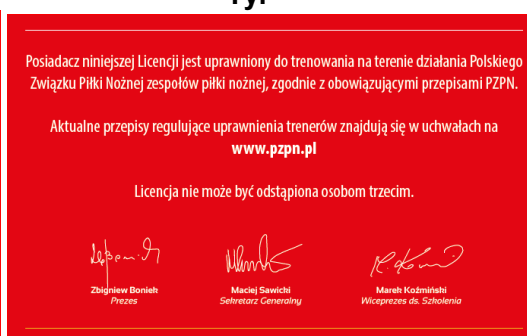 Posiadacz niniejszej Licencji jest uprawniony do trenowania na terenie działania Polskiego
Związku Piłki Nożnej zespołów piłki nożnej, zgodnie z obowiązującymi przepisami PZPN.
Aktualne przepisy regulujące uprawnienia trenerów znajdują się w uchwałach na
www.pzpn.pl
Licencja nie może być odstąpiona osobom trzecim.
Zbigniew Boniek
Prezes
Maciej Sawicki
Sekretarz Generalny
Marek Koźmiński
Wiceprezes ds. Szkolenia